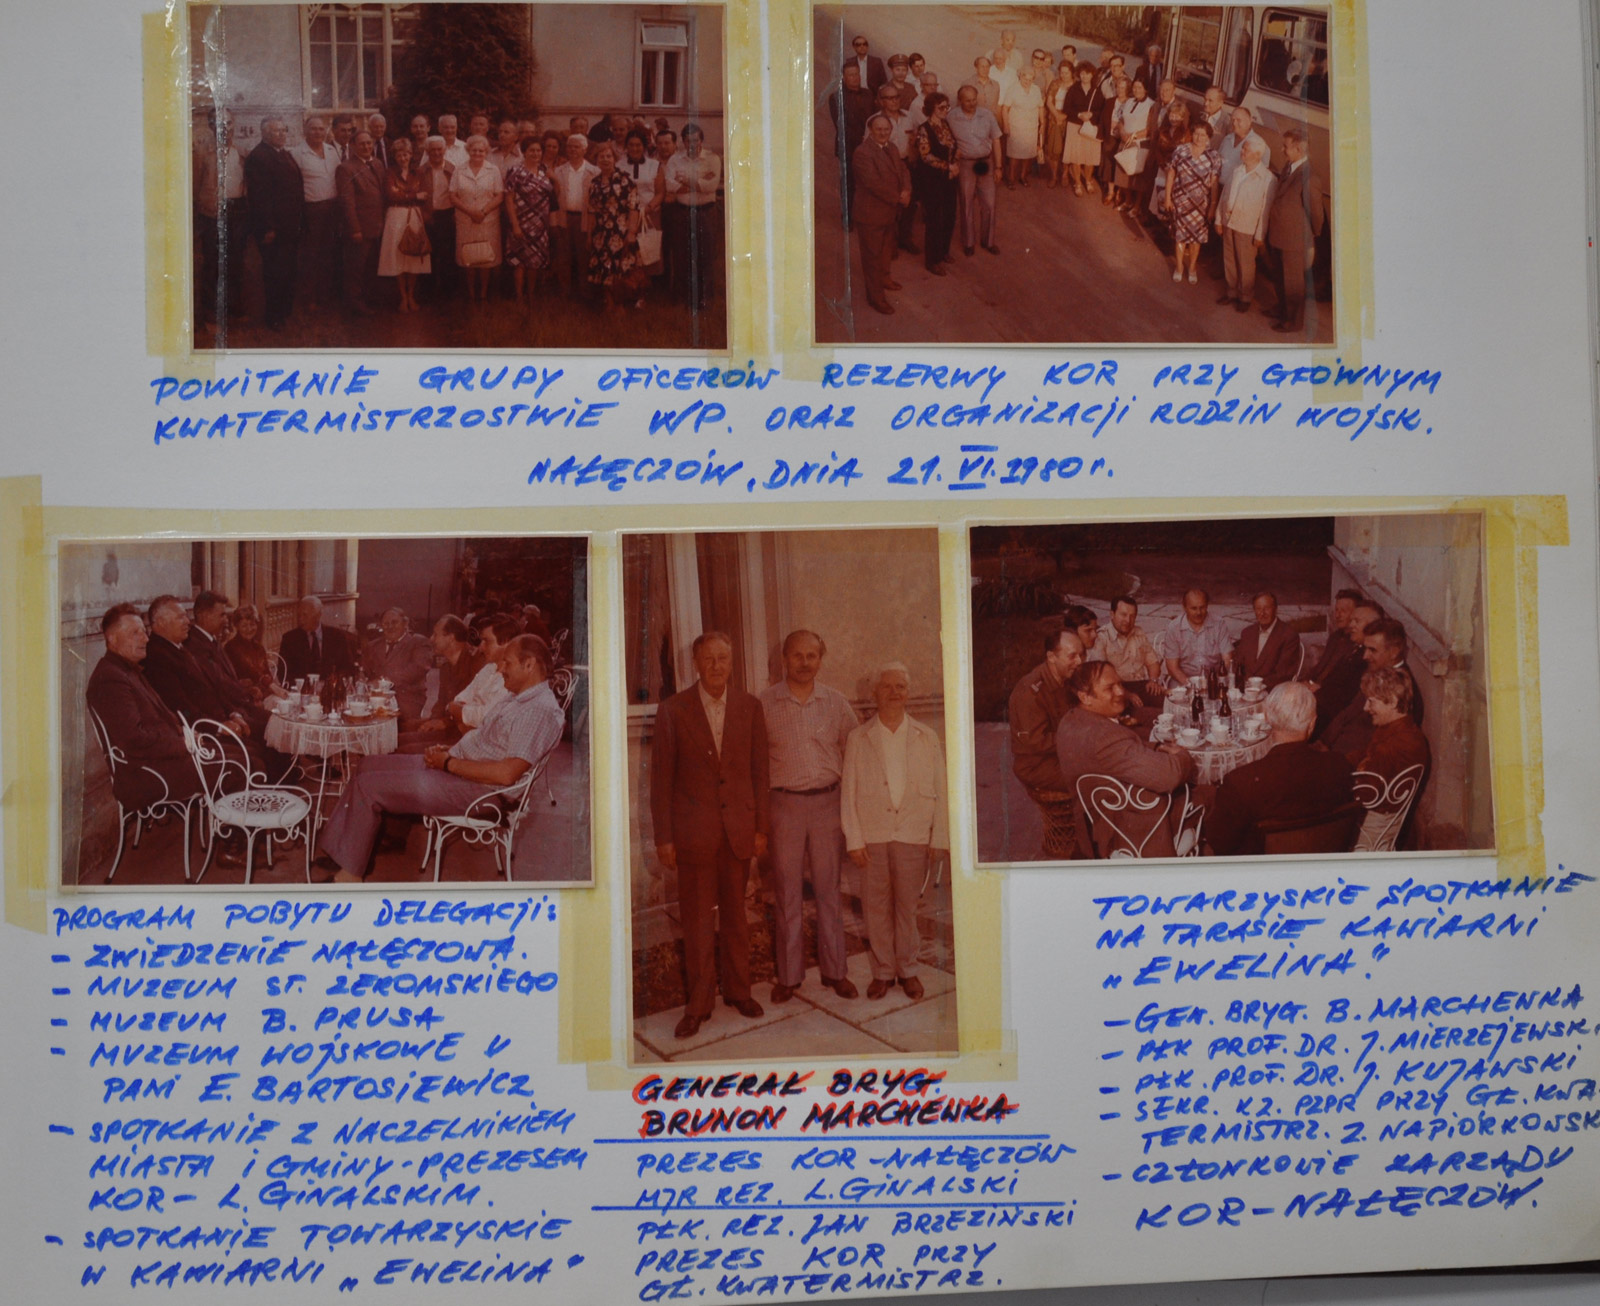 POWITANIE GRUPY OFICERÓW REZERWY KOR PRZY GŁÓWNYM
KWATERMISTRZOSTWIE WP. ORAZ ORGANIZACJI RODZIN WOJSK.
NAŁĘCZÓW, DNIA 21.VI.1980 r.
PROGRAM POBYTU DELEGACJI:
- ZWIEDZENIE NAŁĘCZOWA.
- MUZEUM ST. ŻEROMSKIEGO
- MUZEUM B. PRUSA
- MUZEUM WOJSKOWE U
PANI E. BARTOSIEWICZ
- SPOTKANIE Z NACZELNIKIEM
MIASTA I GMINY - PREZESEM
KOR - L. GINALSKIM.
- SPOTKANIE TOWARZYSKIE
W KAWIARNI „EWELINA"
GENERAŁ BRYG.
BRUNON MARCHEWKA
PREZES KOR - NAŁĘCZÓW
MJR REZ. L. GINALSKI
PŁK. REZ. JAN BRZEZIŃSKI
PREZES KOR PRZY
GŁ. KWATERMISTRZ.
TOWARZYSKIE SPOTKANIE
NA TARASIE KAWIARNI
„EWELINA."
- GEN. BRYG. B. MARCHEWKA
- PŁK PROF. DR. J. MIERZEJEWSKI
- PŁK. PROF. DR. J. KUJAWSKI
- SEKR. KZ. PZPR PRZY GŁ. KWA-
TERMISTRZ. Z. NAPIÓRKOWSK
- CZŁONKOWIE ZARZĄDU
KOR - NAŁĘCZÓW.